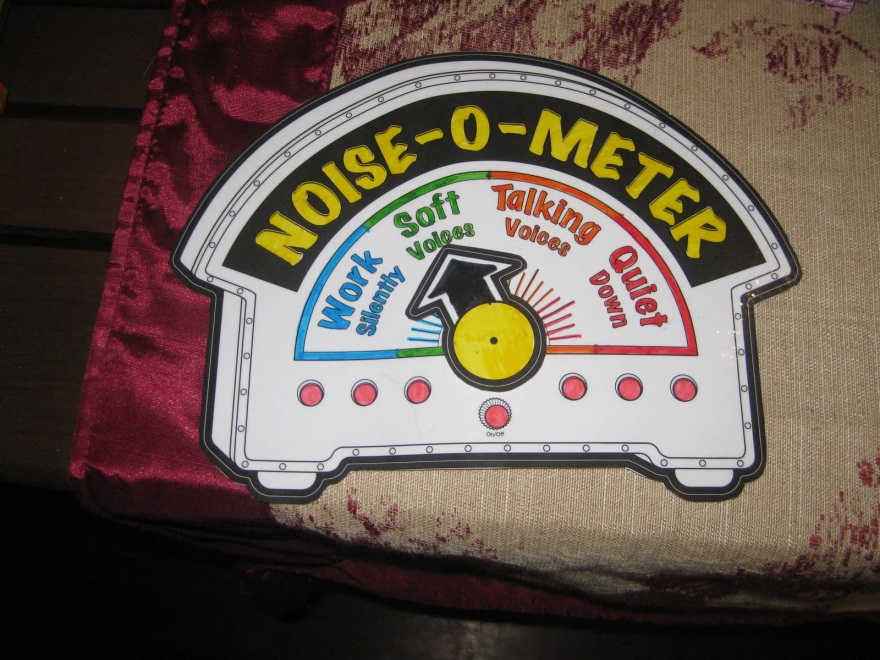 NOISE-O-METER
Work
Silently
Soft
Voices
Talking
Voices
Quiet
Down
On/Off